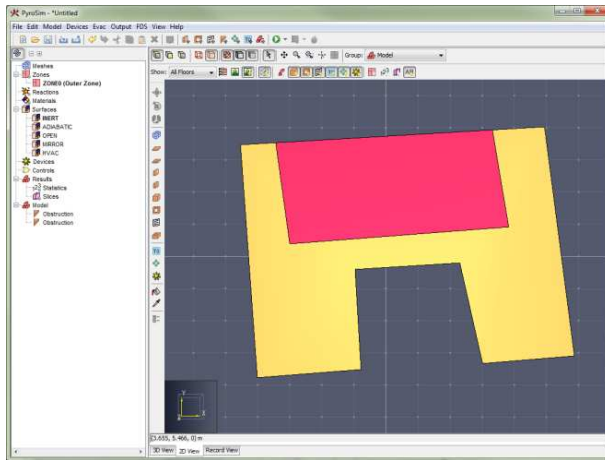 PyroSim - *Untitled
File Edit Model Devices Evac Output FDS View Help
Group: Model
Show: All Floors
Meshes
Zones
ZONE0 (Outer Zone)
Reactions
Materials
Surfaces
INERT
ADIABATIC
OPEN
MIRROR
HVAC
Devices
Controls
Results
Statistics
Slices
Model
Obstruction
Obstruction
Y
X
(3.655, 5.466, 0) m
3D View 2D View Record View